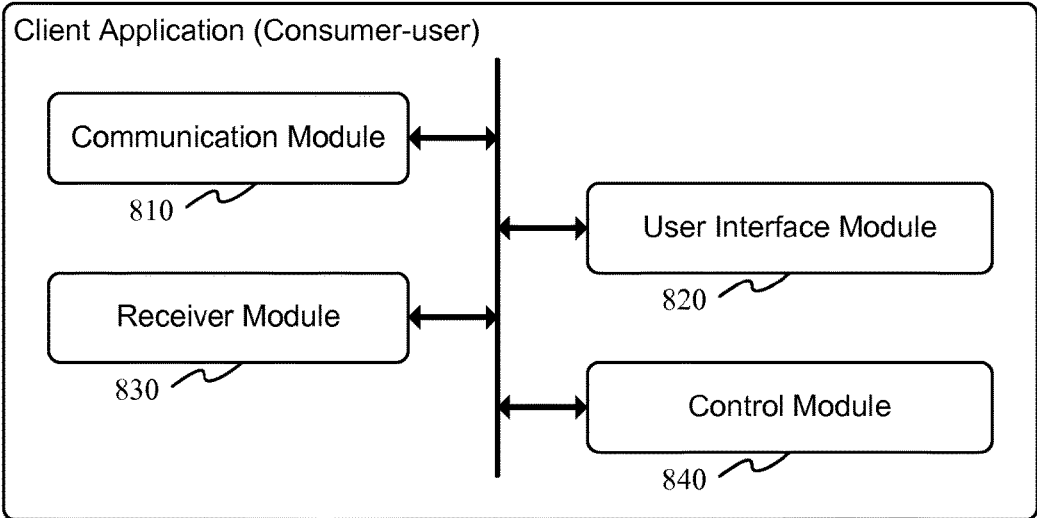 Client Application (Consumer-user)
Communication Module
810
User Interface Module
820
Receiver Module
830
Control Module
840